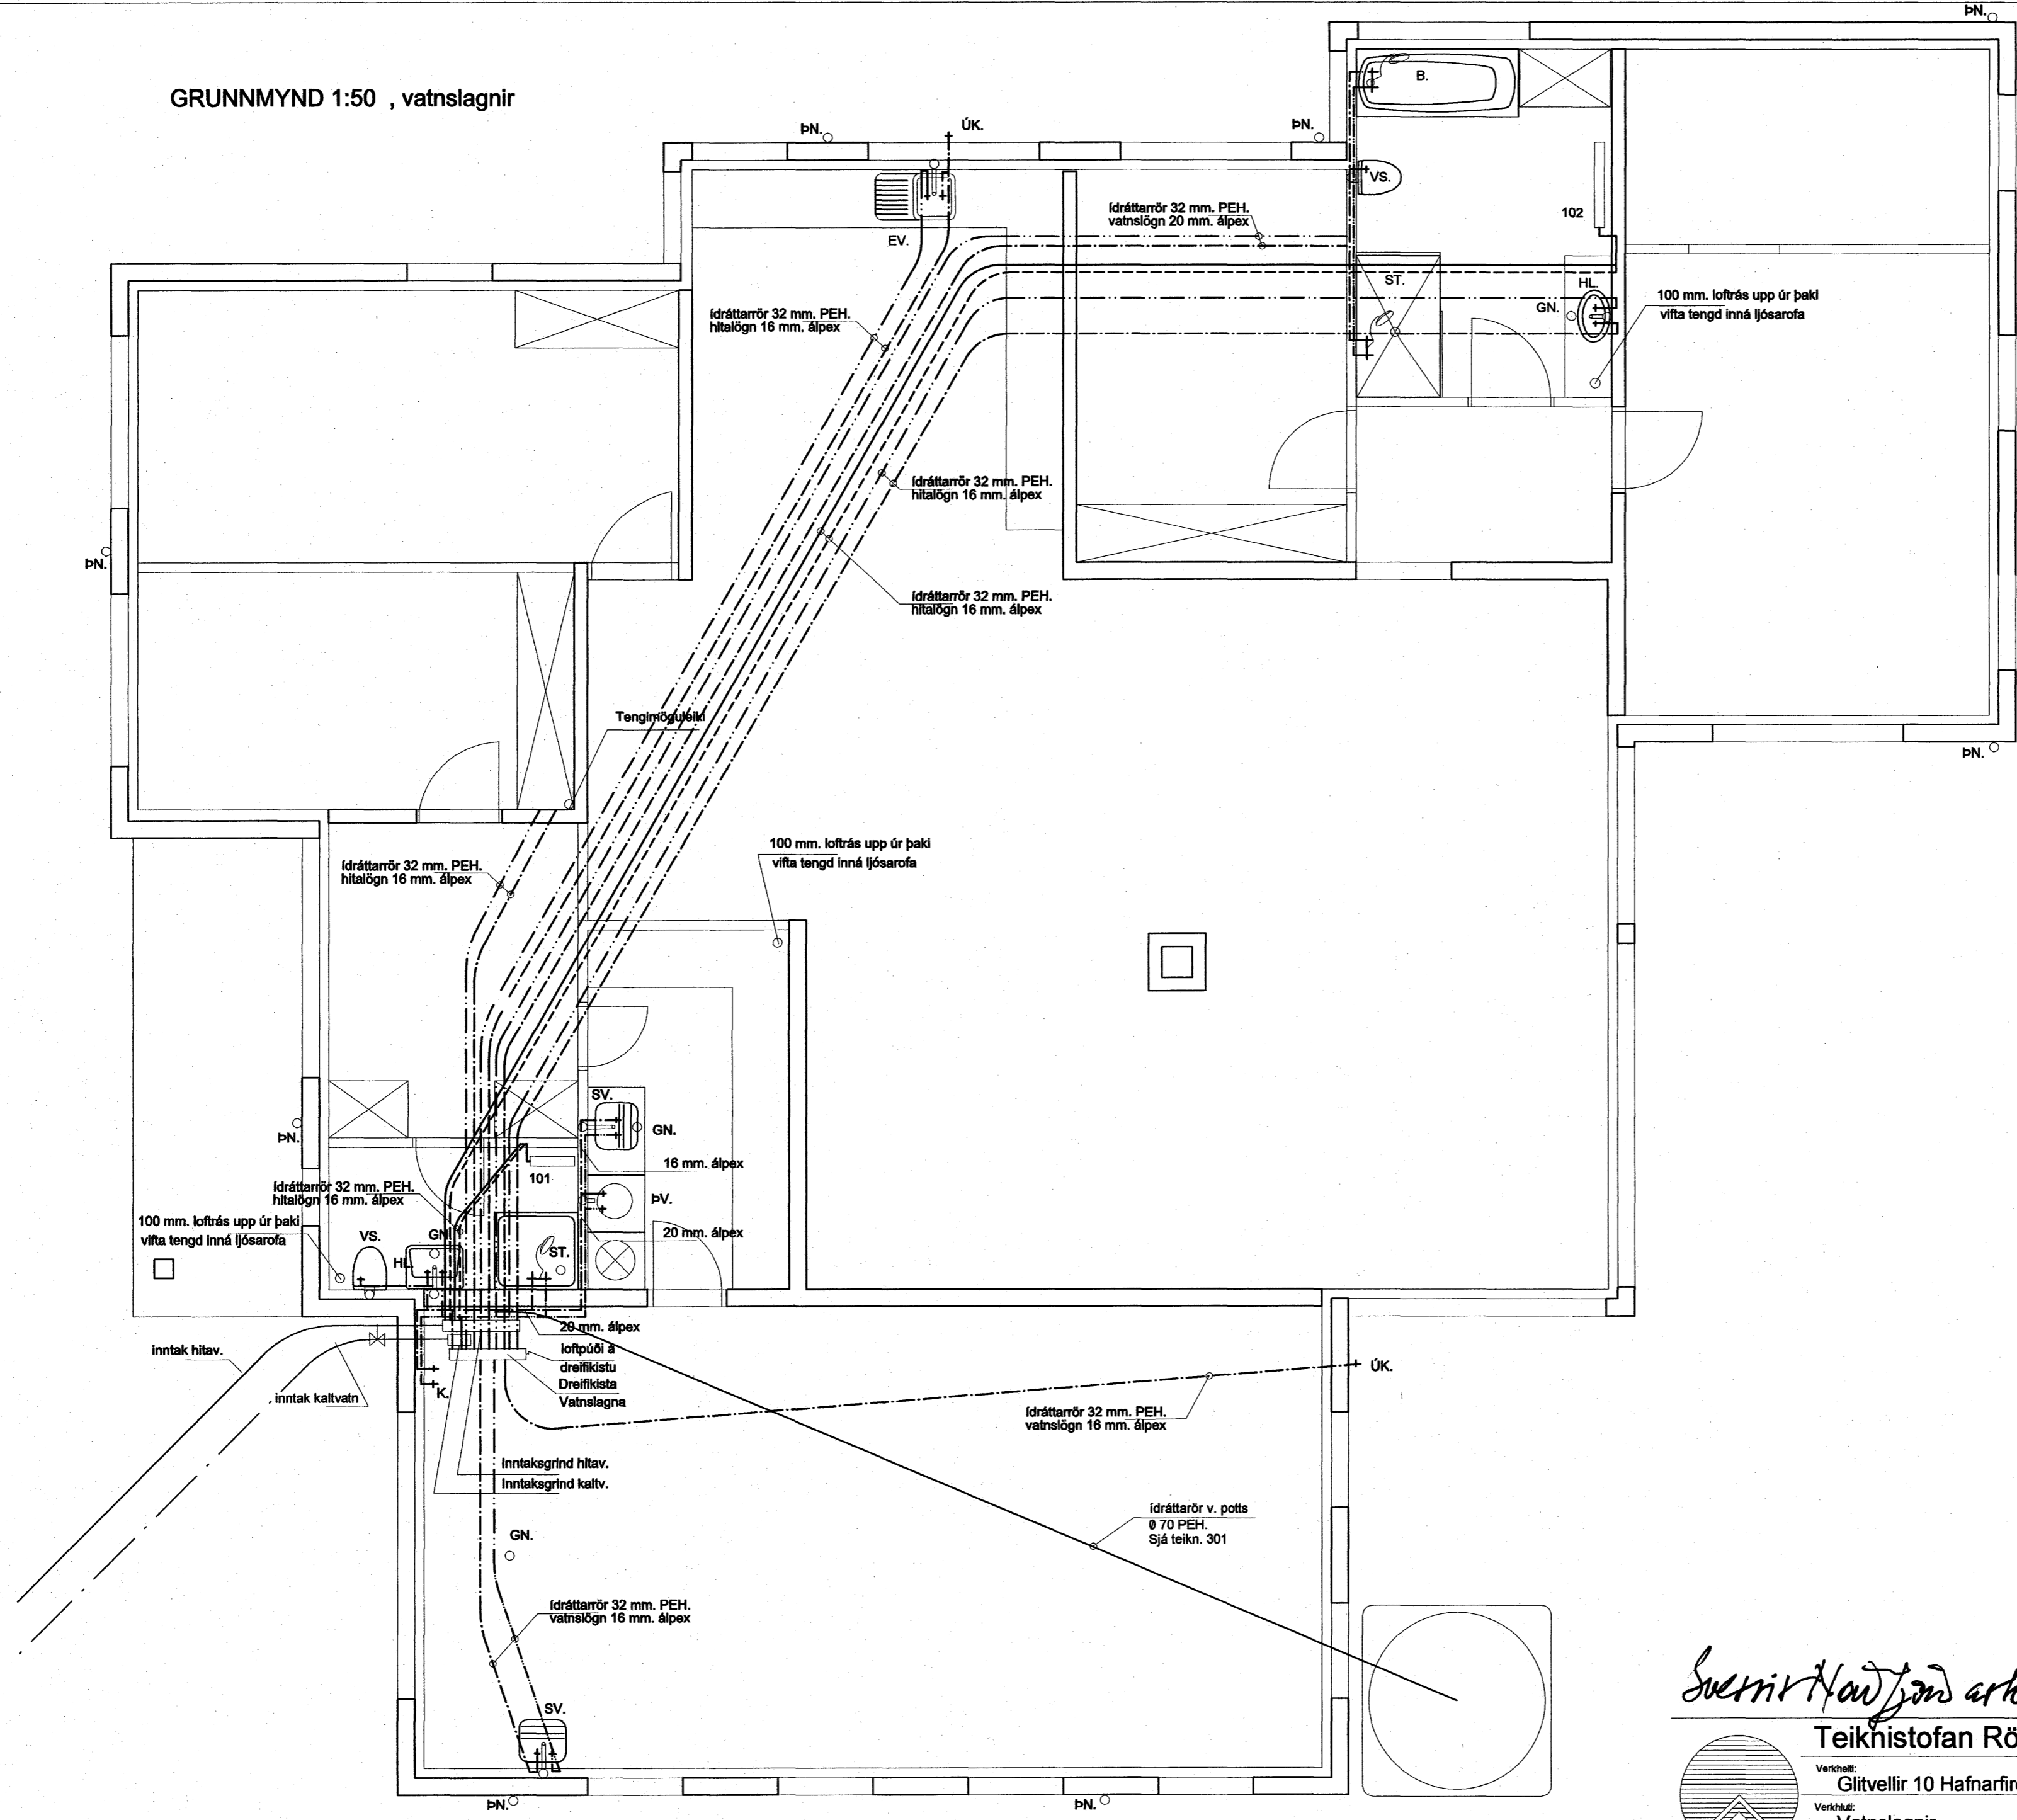 ÞN.
GRUNNMYND 1:50 , vatnslagnir
B.
ÞN.
ÚK.
ÞN.
VS.
ídráttarrör 32 mm. PEH.
vatnslögn 20 mm. álpex
102
EV.
ST.
HL.
GN.
100 mm. loftrás upp úr þaki
vifta tengd inná ljósarofa
ídráttarrör 32 mm. PEH.
hitalögn 16 mm. álpex
ídráttarrör 32 mm. PEH.
hitalögn 16 mm. álpex
ÞN.
ídráttarrör 32 mm. PEH.
hitalögn 16 mm. álpex
Tengimöguleiki
ÞN.
100 mm. loftrás upp úr þaki
vifta tengd inná ljósarofa
ídráttarrör 32 mm. PEH.
hitalögn 16 mm. álpex
SV.
GN.
ÞN.
16 mm. álpex
101
ídráttarrör 32 mm. PEH.
hitalögn 16 mm. álpex
ÞV.
100 mm. loftrás upp úr þaki
vifta tengd inná ljósarofa
VS.
GN.
HL.
ST.
20 mm. álpex
20 mm. álpex
inntak hitav.
loftpúði á
dreifikistu
Dreifikista
Vatnslagna
K.
inntak kaltvatn
ÚK.
ídráttarrör 32 mm. PEH.
vatnslögn 16 mm. álpex
Inntaksgrind hitav.
Inntaksgrind kaltv.
ídráttarör v. potts
Ø 70 PEH.
Sjá teikn. 301
GN.
ídráttarrör 32 mm. PEH.
vatnslögn 16 mm. álpex
SV.
ÞN.
ÞN.
Sverrir
Teiknistofan Rö
Verkheiti:
Glitvellir 10 Hafnarfir
Verkhluti:
Vatnslagnir